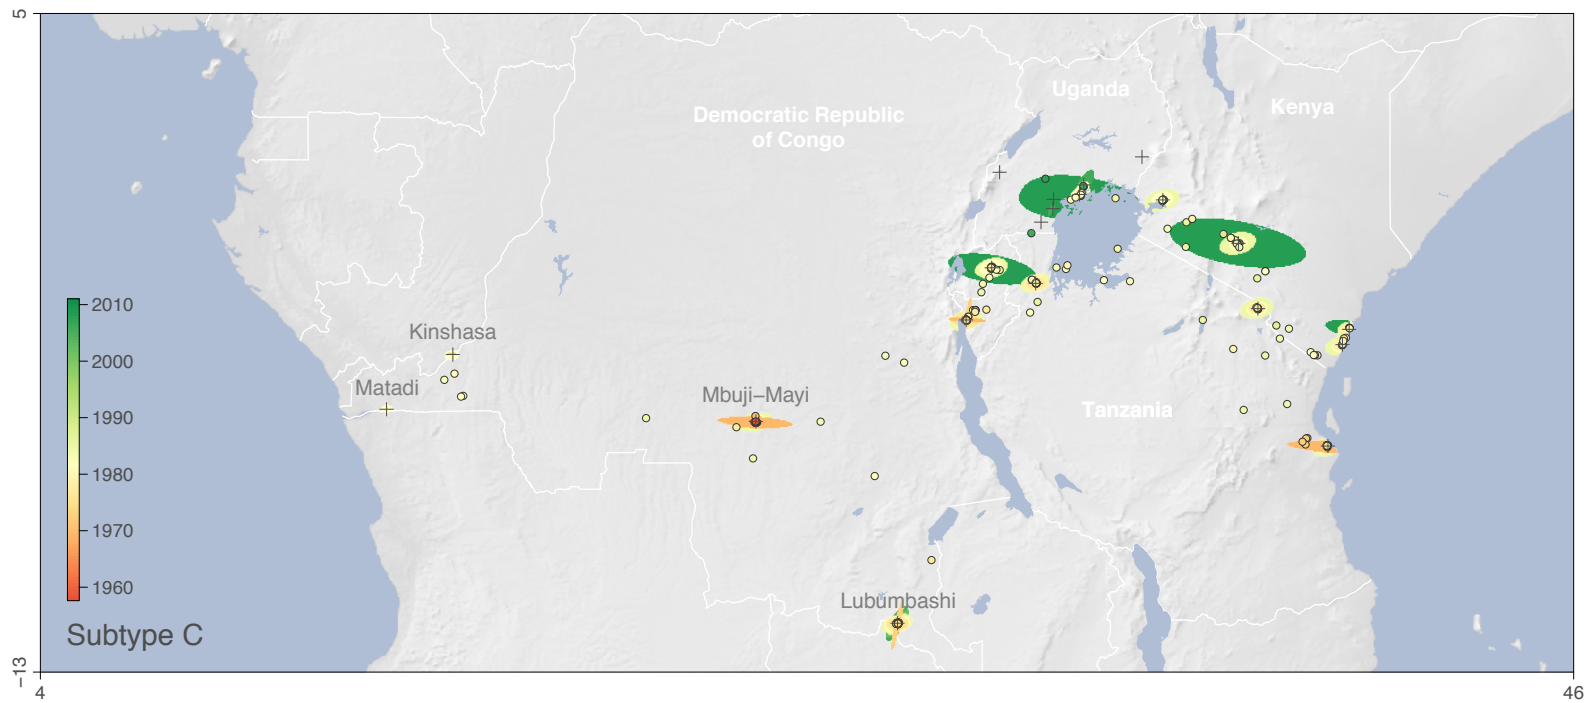 5
Uganda
Kenya
Democratic Republic
of Congo
2010
2000
1990
1980
1970
1960
Kinshasa
Matadi
Mbuji−Mayi
Tanzania
Lubumbashi
Subtype C
−13
4
46